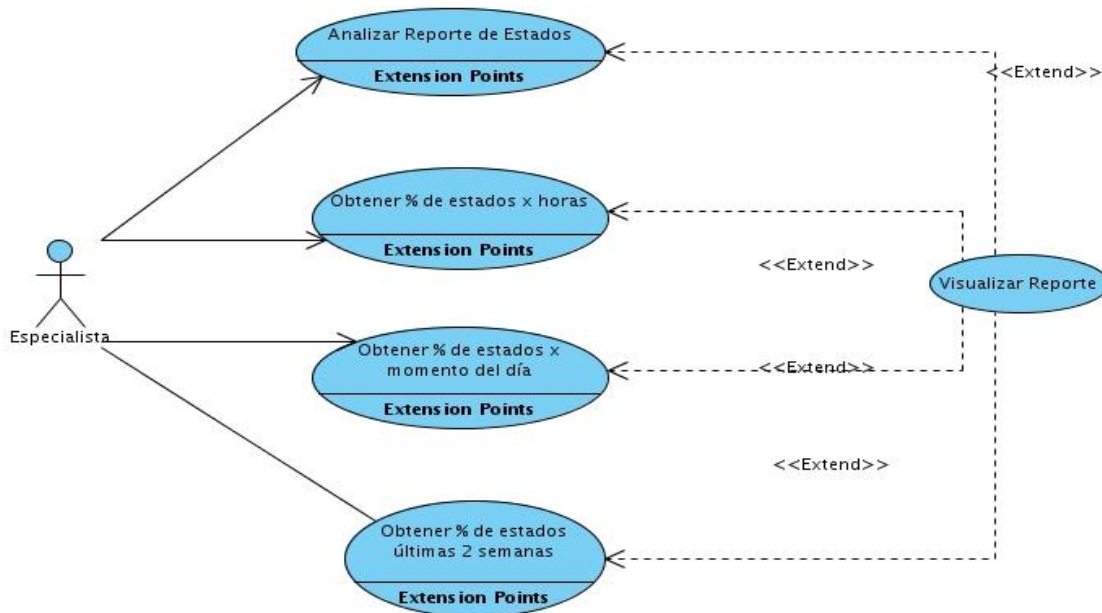 Analizar Reporte de Estados
Extension Points
<<Extend>>
Obtener % de estados x horas
Extension Points
<<Extend>>
Visualizar Reporte
Especialista
Obtener % de estados x
momento del día
Extension Points
<<Extend>>
<<Extend>>
Obtener % de estados
últimas 2 semanas
Extension Points